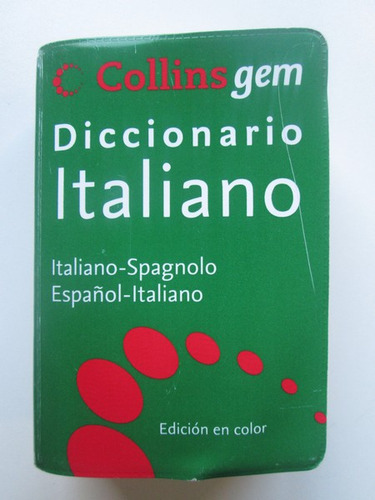 Collins gem
Diccionario
Italiano
Italiano-Spagnolo
Español-Italiano
Edición en color